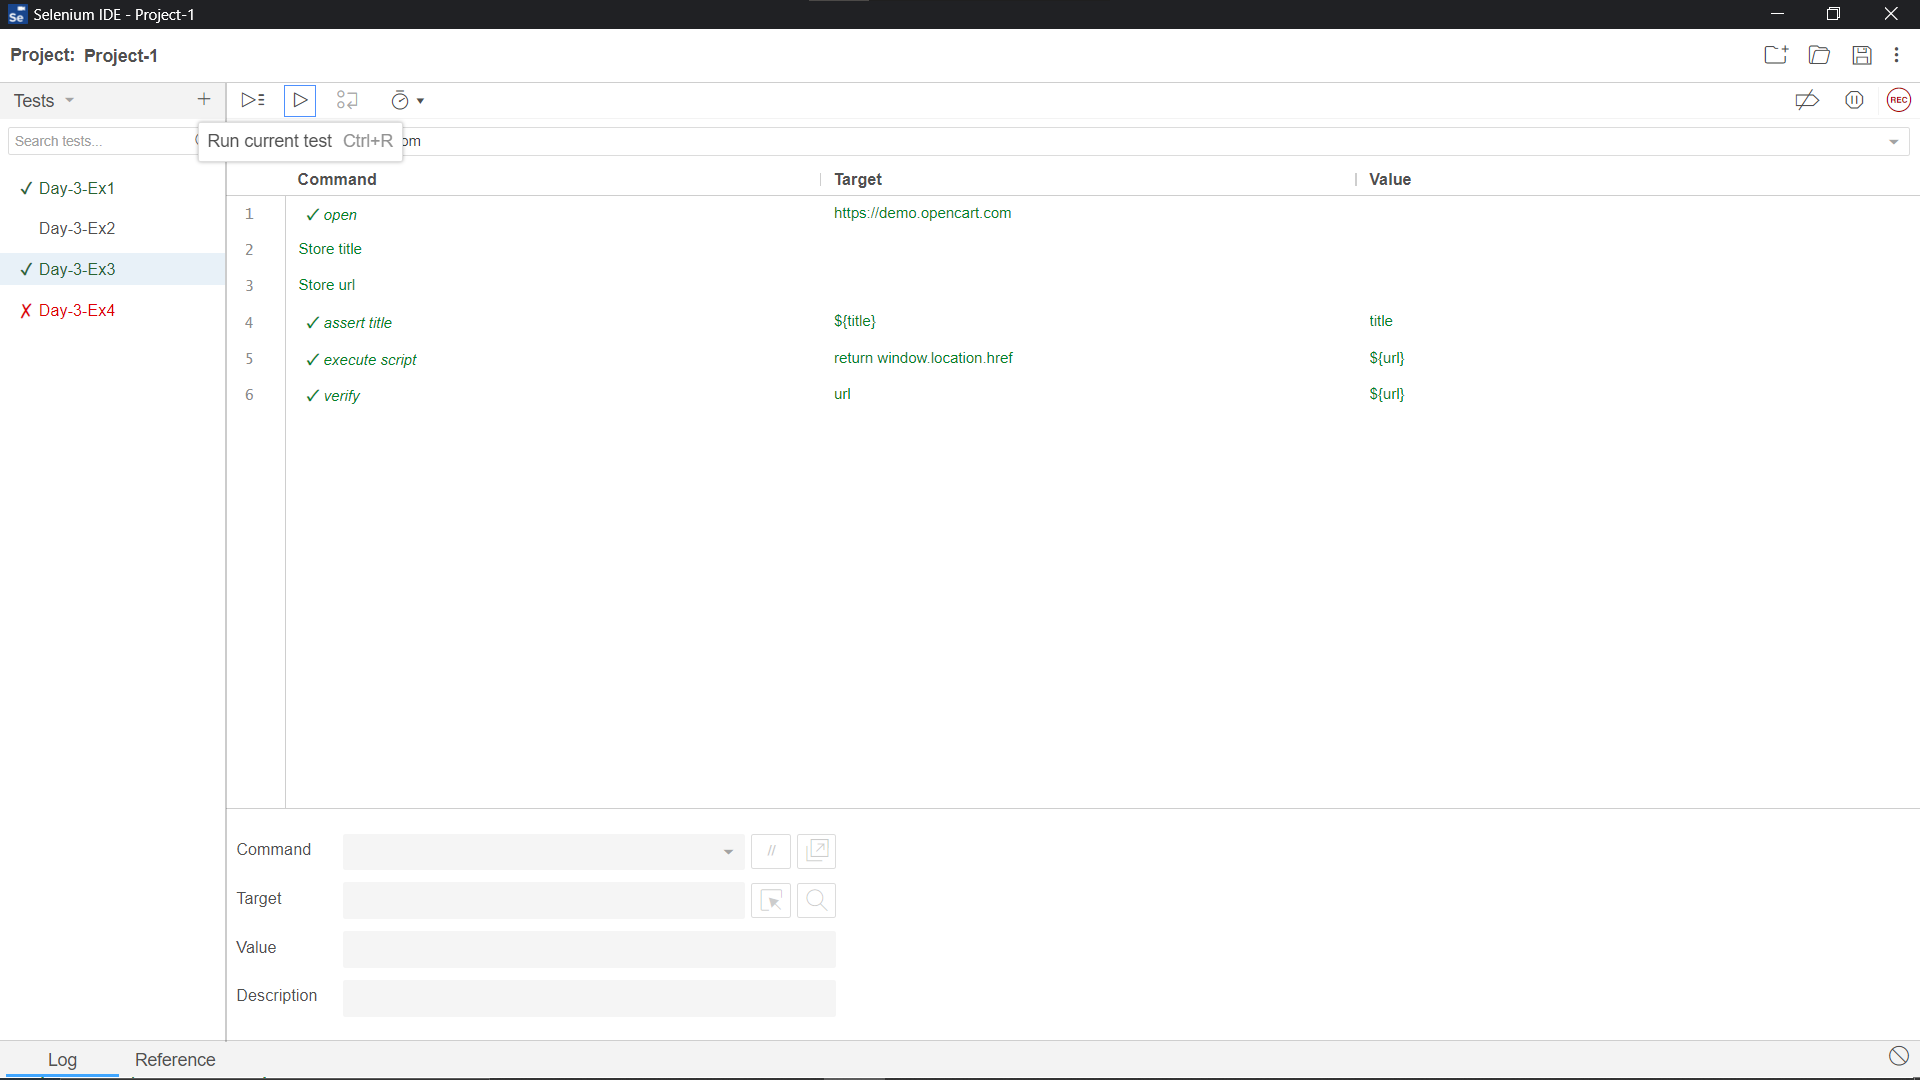 Selenium IDE - Project-1
Project: Project-1
Tests
Search tests...
Run current test Ctrl+R
om
Command Target Value
✓ Day-3-Ex1
Day-3-Ex2
✓ Day-3-Ex3
✗ Day-3-Ex4
1 ✓ open https://demo.opencart.com
2 Store title
3 Store url
4 ✓ assert title ${title} title
5 ✓ execute script return window.location.href ${url}
6 ✓ verify url ${url}
REC
Command //
Target
Value
Description
Log Reference